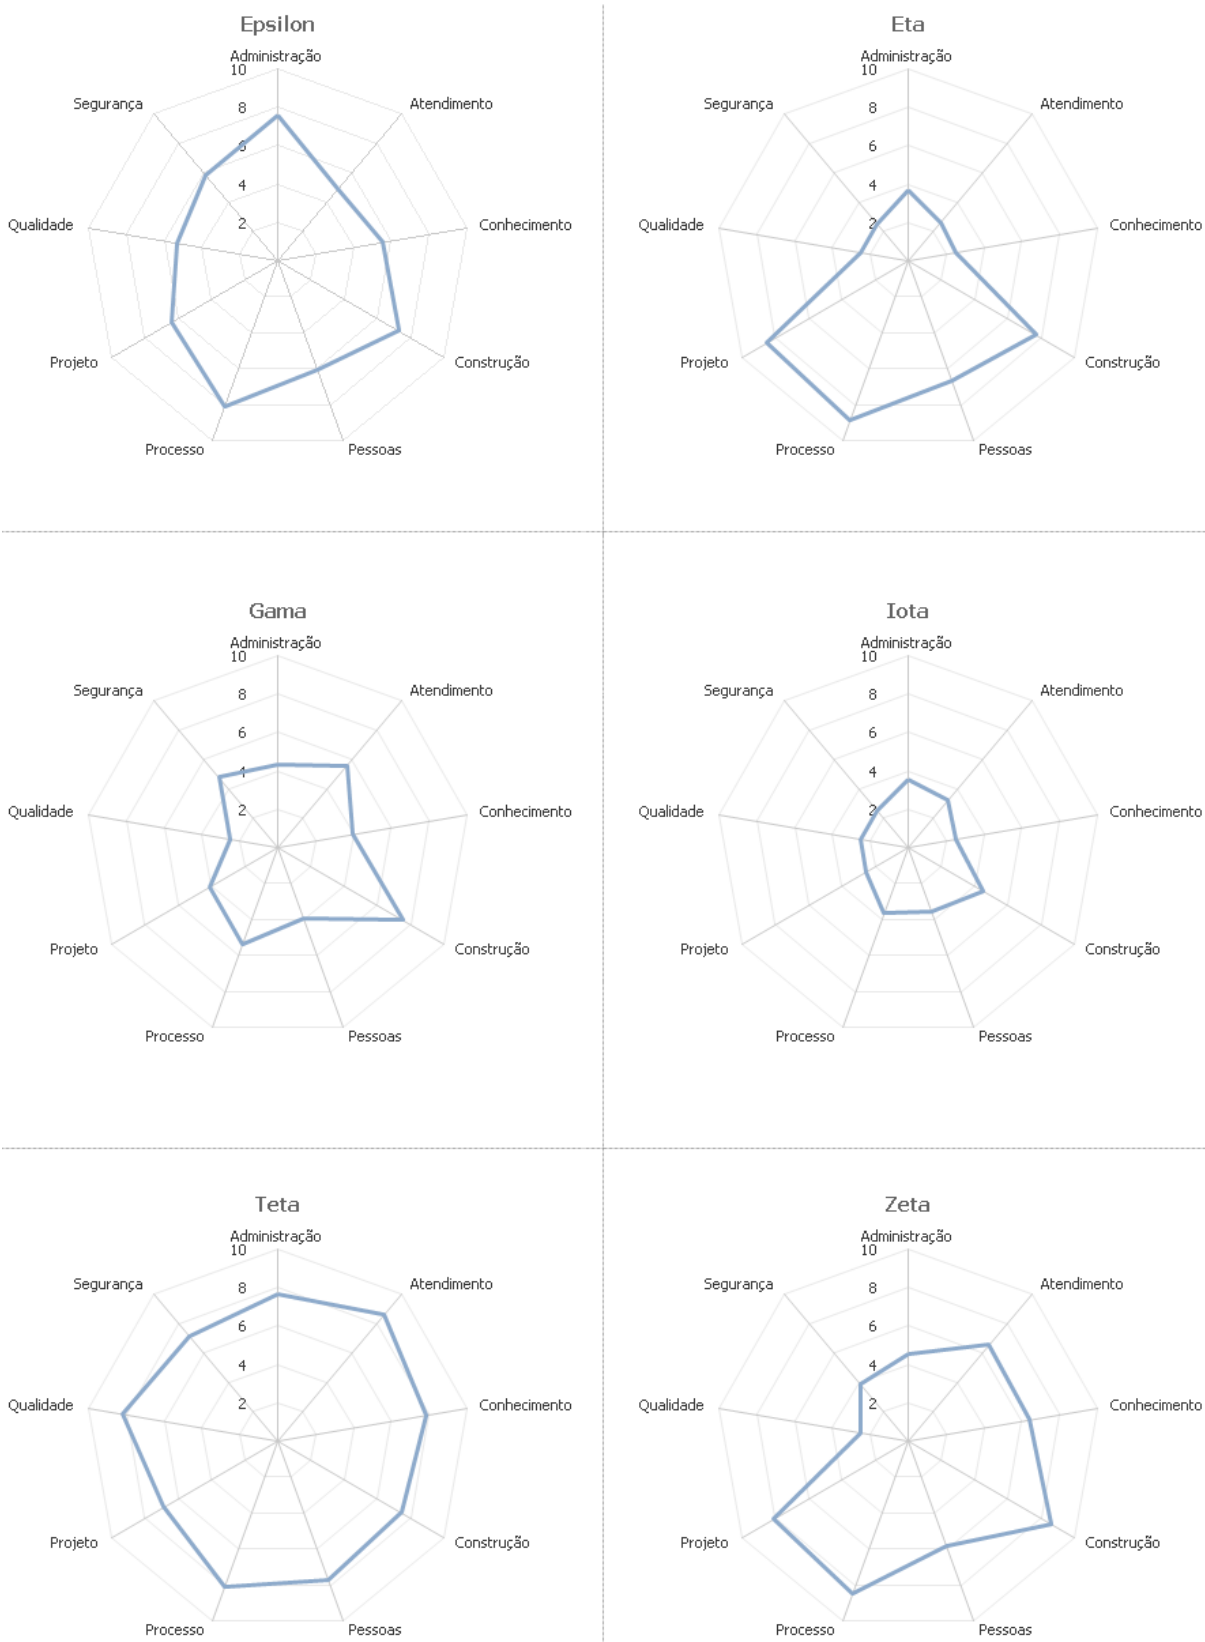 Epsilon
Administração
10
Segurança
Atendimento
8
6
4
Qualidade
2
Conhecimento
Projeto
Construção
Processo
Pessoas
Eta
Administração
10
Segurança
Atendimento
8
6
4
Qualidade
2
Conhecimento
Projeto
Construção
Processo
Pessoas
Gama
Administração
10
Segurança
Atendimento
8
6
4
Qualidade
2
Conhecimento
Projeto
Construção
Processo
Pessoas
Iota
Administração
10
Segurança
Atendimento
8
6
4
Qualidade
2
Conhecimento
Projeto
Construção
Processo
Pessoas
Teta
Administração
10
Segurança
Atendimento
8
6
4
Qualidade
2
Conhecimento
Projeto
Construção
Processo
Pessoas
Zeta
Administração
10
Segurança
Atendimento
8
6
4
Qualidade
2
Conhecimento
Projeto
Construção
Processo
Pessoas